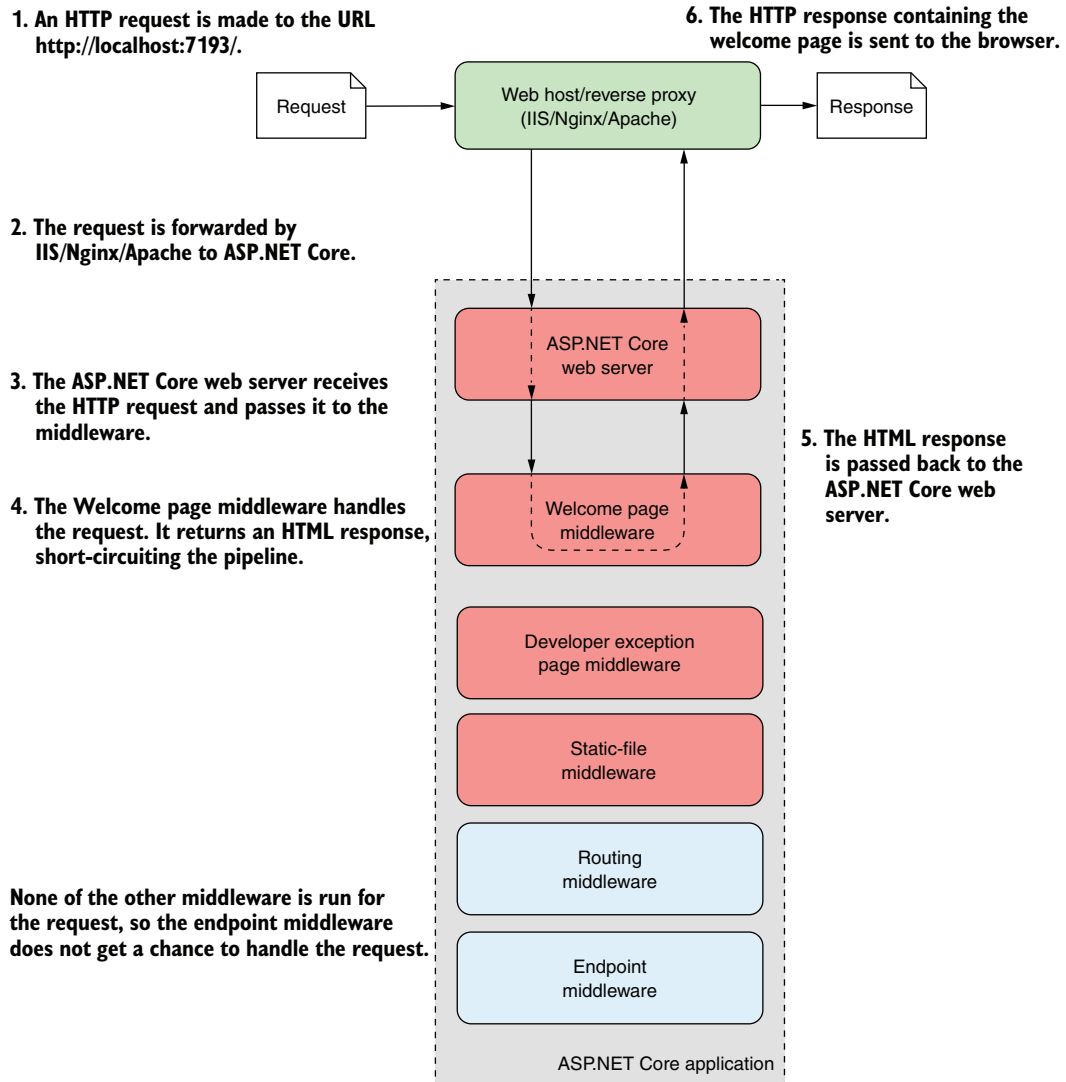 1. An HTTP request is made to the URL
http://localhost:7193/.
6. The HTTP response containing the
welcome page is sent to the browser.
Request
Web host/reverse proxy
(IIS/Nginx/Apache)
Response
2. The request is forwarded by
IIS/Nginx/Apache to ASP.NET Core.
ASP.NET Core
web server
3. The ASP.NET Core web server receives
the HTTP request and passes it to the
middleware.
5. The HTML response
is passed back to the
ASP.NET Core web
server.
4. The Welcome page middleware handles
the request. It returns an HTML response,
short-circuiting the pipeline.
Welcome page
middleware
Developer exception
page middleware
Static-file
middleware
Routing
middleware
None of the other middleware is run for
the request, so the endpoint middleware
does not get a chance to handle the request.
Endpoint
middleware
ASP.NET Core application